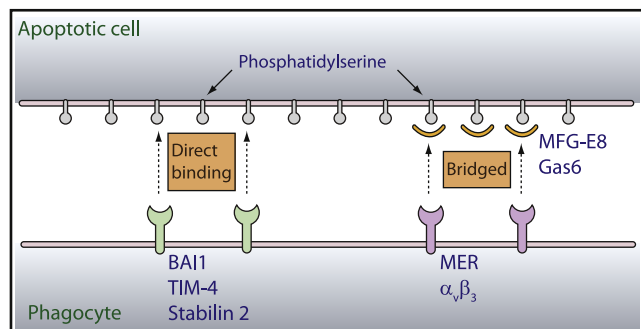 Apoptotic cell
Phosphatidylserine
Direct
binding
Bridged
MFG-E8
Gas6
BAI1
TIM-4
Stabilin 2
MER
αvβ3
Phagocyte